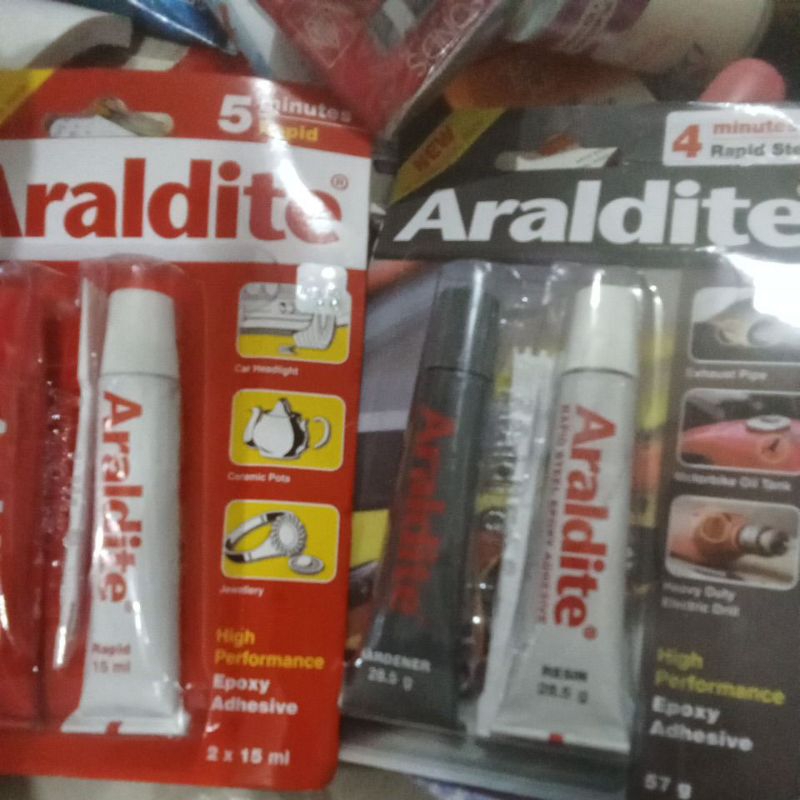 5 minutes
Rapid
Araldite®
Car Headlight
Ceramic Pots
Jewellery
Araldite
Rapid
15 ml
High
Performance
Epoxy
Adhesive
2 x 15 ml
NEW
4 minutes
Rapid Ste
Araldite
Exhaust Pipe
Motorbike Oil Tank
Heavy Duty
Electric Drill
Araldite
HARDENER
28.5 g
Araldite®
RAPID STEEL EPOXY ADHESIVE
RESIN
28.5 g
High
Performance
Epoxy
Adhesive
57 g